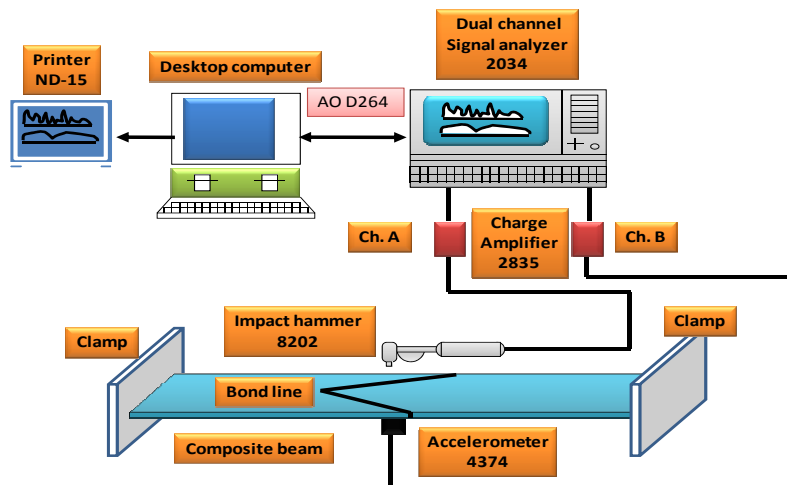 Dual channel
Signal analyzer
2034
Printer
ND-15
Desktop computer
AO D264
Ch. A
Charge
Amplifier
2835
Ch. B
Impact hammer
8202
Clamp
Clamp
Bond line
Composite beam
Accelerometer
4374